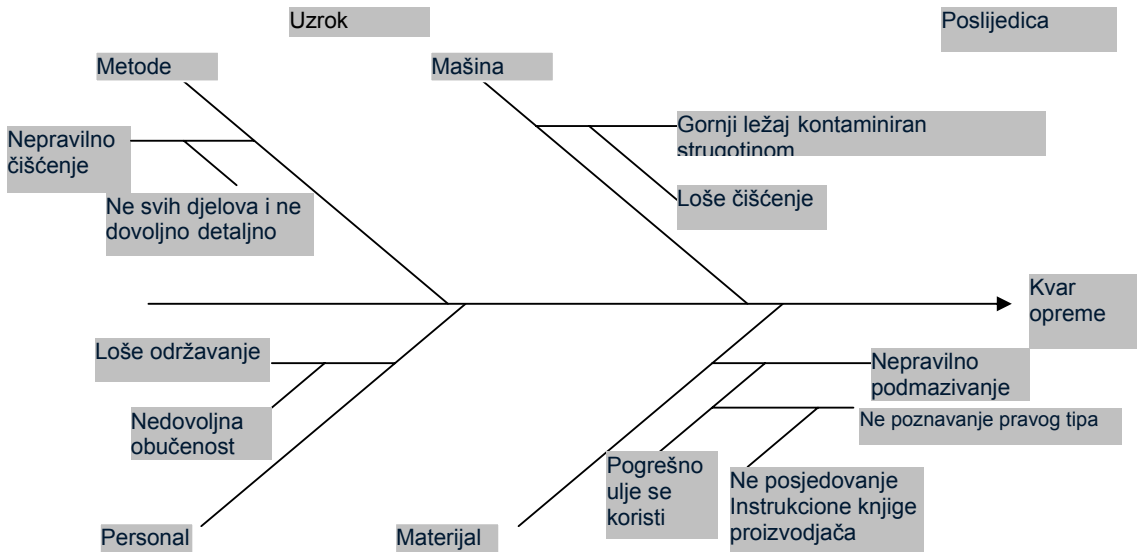 Uzrok
Poslijedica
Metode
Mašina
Nepravilno
čišćenje
Gornji ležaj kontaminiran
strugotinom
Ne svih djelova i ne
dovoljno detaljno
Loše čišćenje
Kvar
opreme
Loše održavanje
Nepravilno
podmazivanje
Nedovoljna
obučenost
Ne poznavanje pravog tipa
Pogrešno
ulje se
koristi
Ne posjedovanje
Instrukcione knjige
proizvodjača
Personal
Materijal